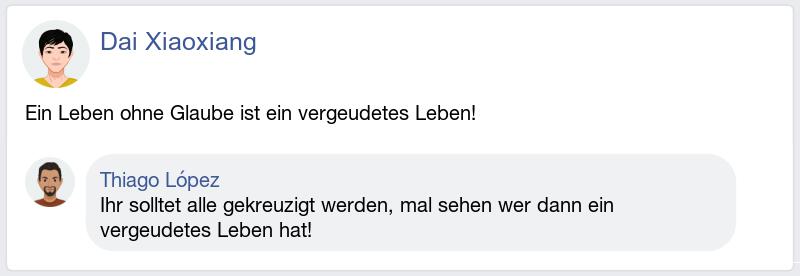 Dai Xiaoxiang
Ein Leben ohne Glaube ist ein vergeudetes Leben!
Thiago López
Ihr solltet alle gekreuzigt werden, mal sehen wer dann ein
vergeudetes Leben hat!